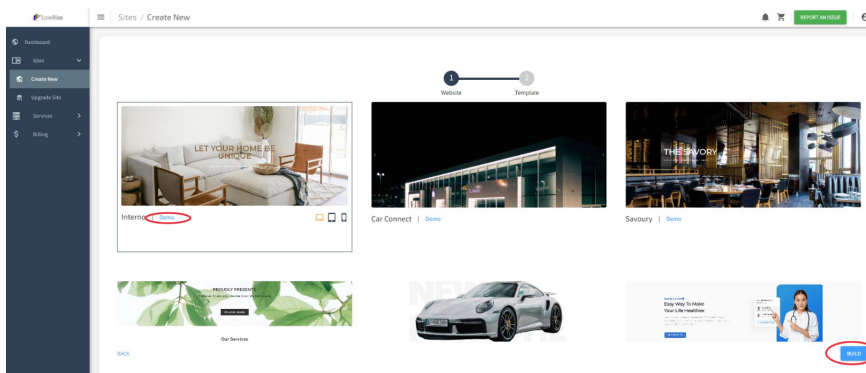 SoleRise
Sites / Create New
REPORT AN ISSUE
Dashboard
Sites
Create New
Upgrade Site
Services
Billing
1
2
Website
Template
LET YOUR HOME BE
UNIQUE
THE SAVORY
Interno | Demo
Car Connect | Demo
Savoury | Demo
PROUDLY PRESENTS
Our Services
Easy Way To Make
Your Life Healthier
BACK
BUILD